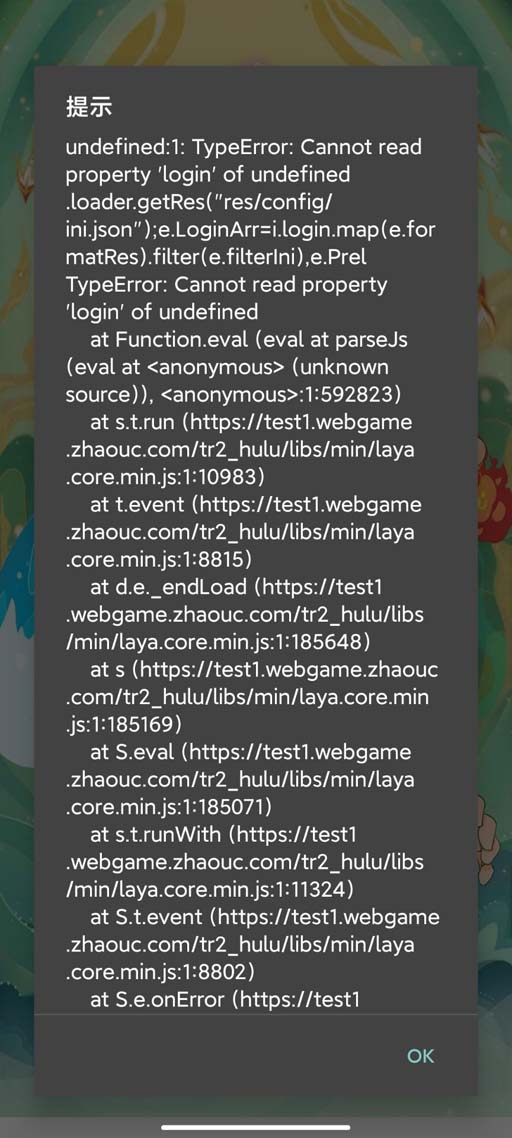 提示
undefined:1: TypeError: Cannot read
property 'login' of undefined
.loader.getRes("res/config/
ini.json");e.LoginArr=i.login.map(e.for
matRes).filter(e.filterIni),e.Prel
TypeError: Cannot read property
'login' of undefined
at Function.eval (eval at parseJs
(eval at <anonymous> (unknown
source)), <anonymous>:1:592823)
at s.t.run (https://test1.webgame
.zhaouc.com/tr2_hulu/libs/min/laya
.core.min.js:1:10983)
at t.event (https://test1.webgame
.zhaouc.com/tr2_hulu/libs/min/laya
.core.min.js:1:8815)
at d.e._endLoad (https://test1
.webgame.zhaouc.com/tr2_hulu/libs
/min/laya.core.min.js:1:185648)
at s (https://test1.webgame.zhaouc
.com/tr2_hulu/libs/min/laya.core.min
.js:1:185169)
at S.eval (https://test1.webgame
.zhaouc.com/tr2_hulu/libs/min/laya
.core.min.js:1:185071)
at s.t.runWith (https://test1
.webgame.zhaouc.com/tr2_hulu/libs
/min/laya.core.min.js:1:11324)
at S.t.event (https://test1.webgame
.zhaouc.com/tr2_hulu/libs/min/laya
.core.min.js:1:8802)
at S.e.onError (https://test1
OK